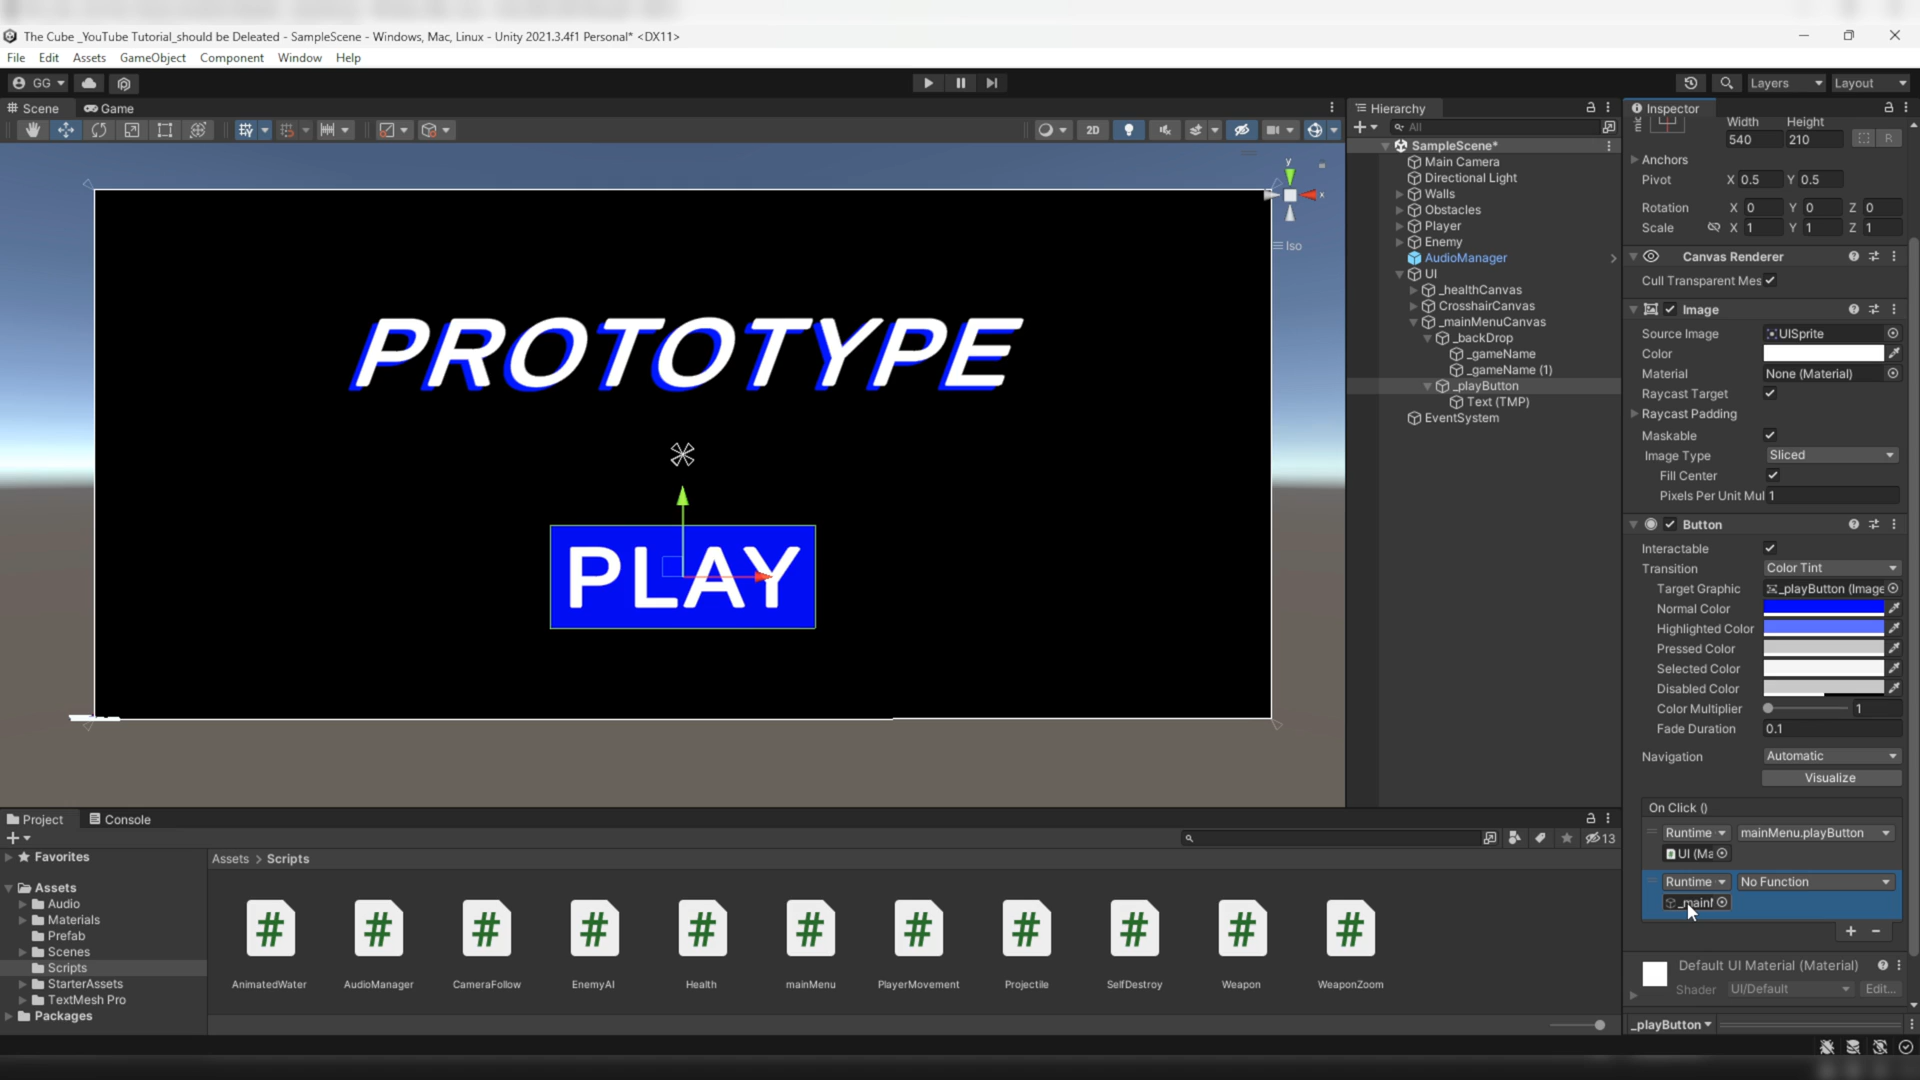 The Cube _YouTube Tutorial_should be Deleated - SampleScene - Windows, Mac, Linux - Unity 2021.3.4f1 Personal* <DX11>
File Edit Assets GameObject Component Window Help
GG Layers Layout
Scene Game Hierarchy Inspector
2D All
y
x
Iso
PROTOTYPE
PLAY
SampleScene*
Main Camera
Directional Light
Walls
Obstacles
Player
Enemy
AudioManager
UI
_healthCanvas
CrosshairCanvas
_mainMenuCanvas
_backDrop
_gameName
_gameName (1)
_playButton
Text (TMP)
EventSystem
Width Height
540 210
R
Anchors
Pivot X 0.5 Y 0.5
Rotation X 0 Y 0 Z 0
Scale X 1 Y 1 Z 1
Canvas Renderer
Cull Transparent Mes
Image
Source Image UISprite
Color
Material None (Material)
Raycast Target
Raycast Padding
Maskable
Image Type Sliced
Fill Center
Pixels Per Unit Mul 1
Button
Interactable
Transition Color Tint
Target Graphic _playButton (Image
Normal Color
Highlighted Color
Pressed Color
Selected Color
Disabled Color
Color Multiplier 1
Fade Duration 0.1
Navigation Automatic
Visualize
On Click ()
Runtime mainMenu.playButton
UI (Ma
Runtime No Function
_mainM
+ -
Default UI Material (Material)
Shader UI/Default Edit...
_playButton
Project Console
13
Favorites
Assets
Audio
Materials
Prefab
Scenes
Scripts
StarterAssets
TextMesh Pro
Packages
Assets > Scripts
# # # # # # # # # # #
AnimatedWater AudioManager CameraFollow EnemyAI Health mainMenu PlayerMovement Projectile SelfDestroy Weapon WeaponZoom